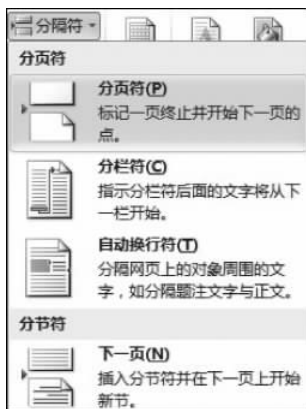 分隔符
分页符
分页符(P)
标记一页终止并开始下一页的
点。
分栏符(C)
指示分栏符后面的文字将从下
一栏开始。
自动换行符(T)
分隔网页上的对象周围的文
字，如分隔题注文字与正文。
分节符
下一页(N)
插入分节符并在下一页上开始
新节。